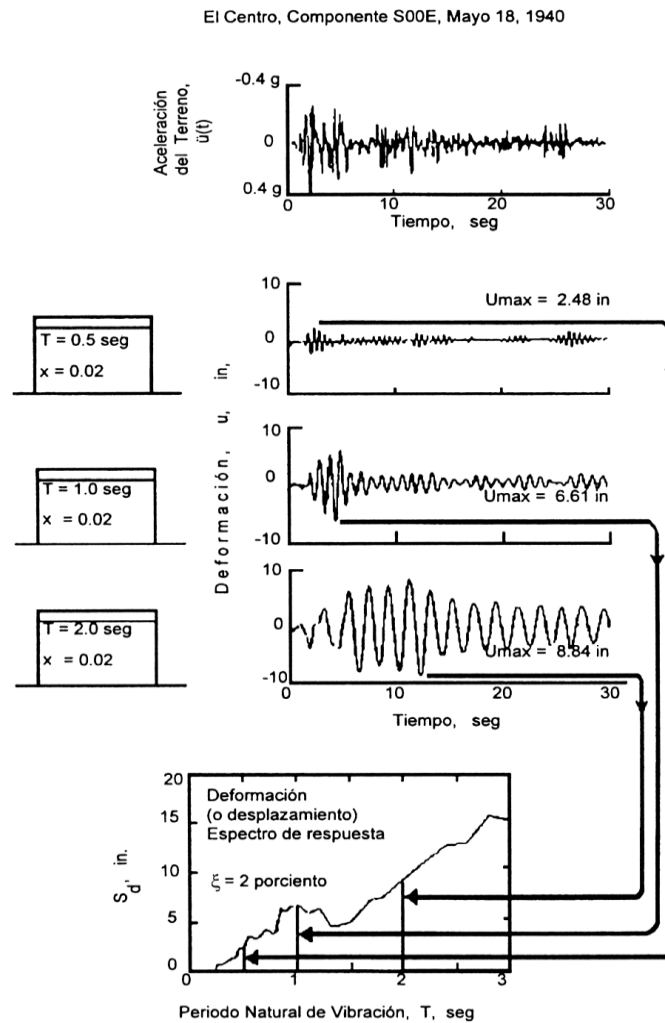 El Centro, Componente S00E, Mayo 18, 1940
Aceleración
del Terreno,
ü(t)
-0.4 g
0
0.4 g
0
10
20
30
Tiempo, seg
T = 0.5 seg
x = 0.02
10
0
-10
Umax = 2.48 in
T = 1.0 seg
x = 0.02
10
0
-10
Umax = 6.61 in
T = 2.0 seg
x = 0.02
10
0
-10
Umax = 8.84 in
Deformación, u, in,
0
10
20
30
Tiempo, seg
20
15
10
5
0
Sd, in.
Deformación
(o desplazamiento)
Espectro de respuesta
ξ = 2 porciento
0
1
2
3
Periodo Natural de Vibración, T, seg